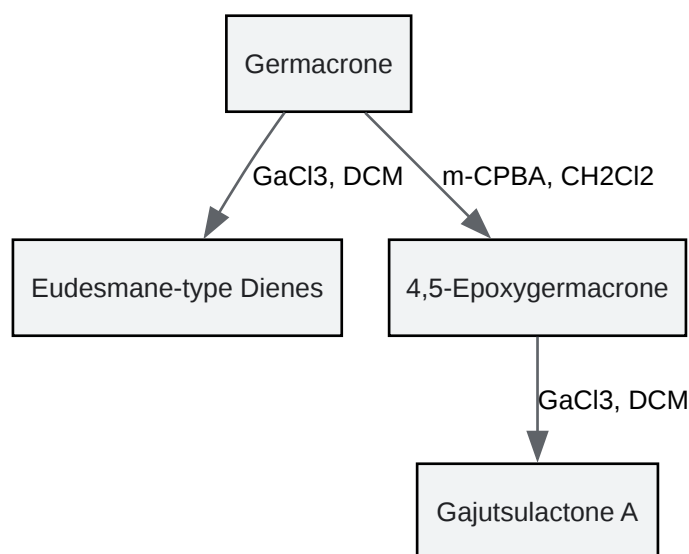 Germacrone
GaCl3, DCM
m-CPBA, CH2Cl2
Eudesmane-type Dienes
4,5-Epoxygermacrone
GaCl3, DCM
Gajutsulactone A